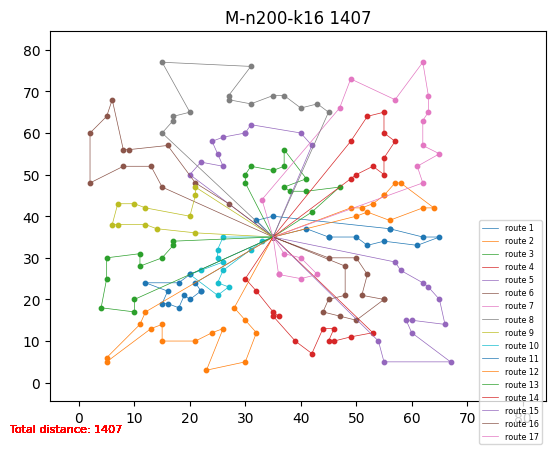 M-n200-k16 1407
80
70
60
50
40
30
20
10
0
0 10 20 30 40 50 60 70 80
route 1
route 2
route 3
route 4
route 5
route 6
route 7
route 8
route 9
route 10
route 11
route 12
route 13
route 14
route 15
route 16
route 17
Total distance: 1407